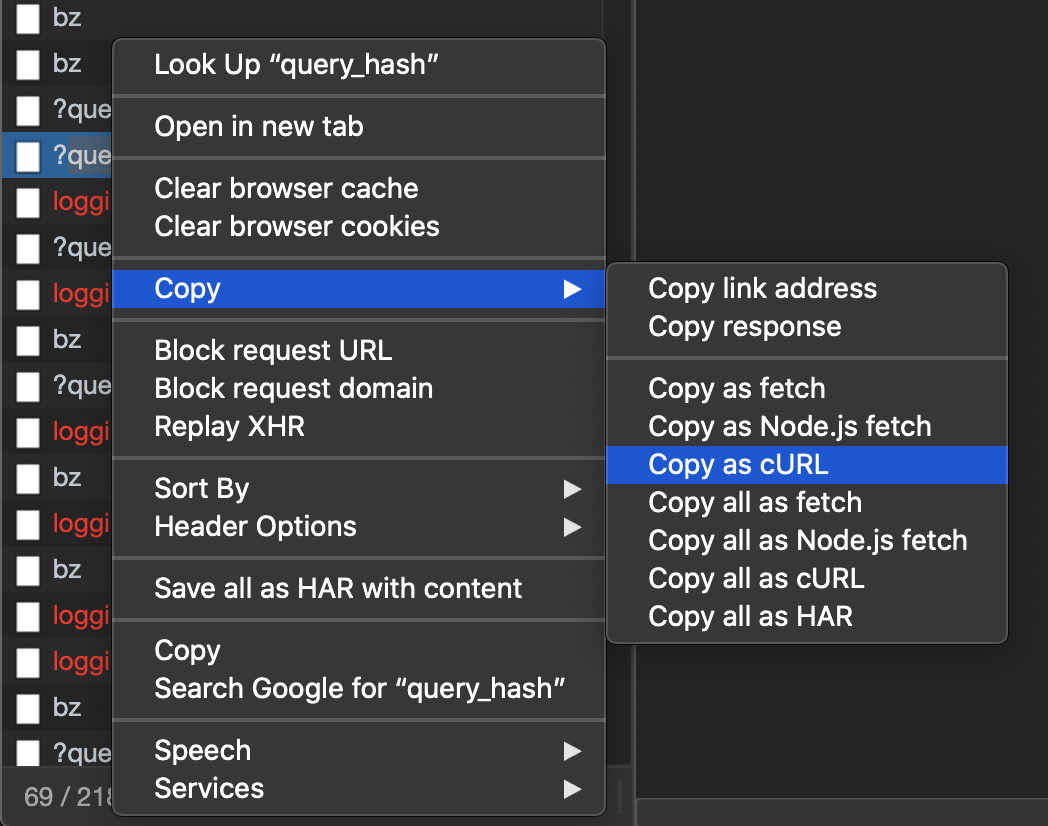 bz
bz
?que
?que
loggi
?que
loggi
bz
?que
loggi
bz
loggi
bz
loggi
loggi
bz
?que
69 / 218
Look Up “query_hash”
Open in new tab
Clear browser cache
Clear browser cookies
Copy
Block request URL
Block request domain
Replay XHR
Sort By
Header Options
Save all as HAR with content
Copy
Search Google for “query_hash”
Speech
Services
Copy link address
Copy response
Copy as fetch
Copy as Node.js fetch
Copy as cURL
Copy all as fetch
Copy all as Node.js fetch
Copy all as cURL
Copy all as HAR